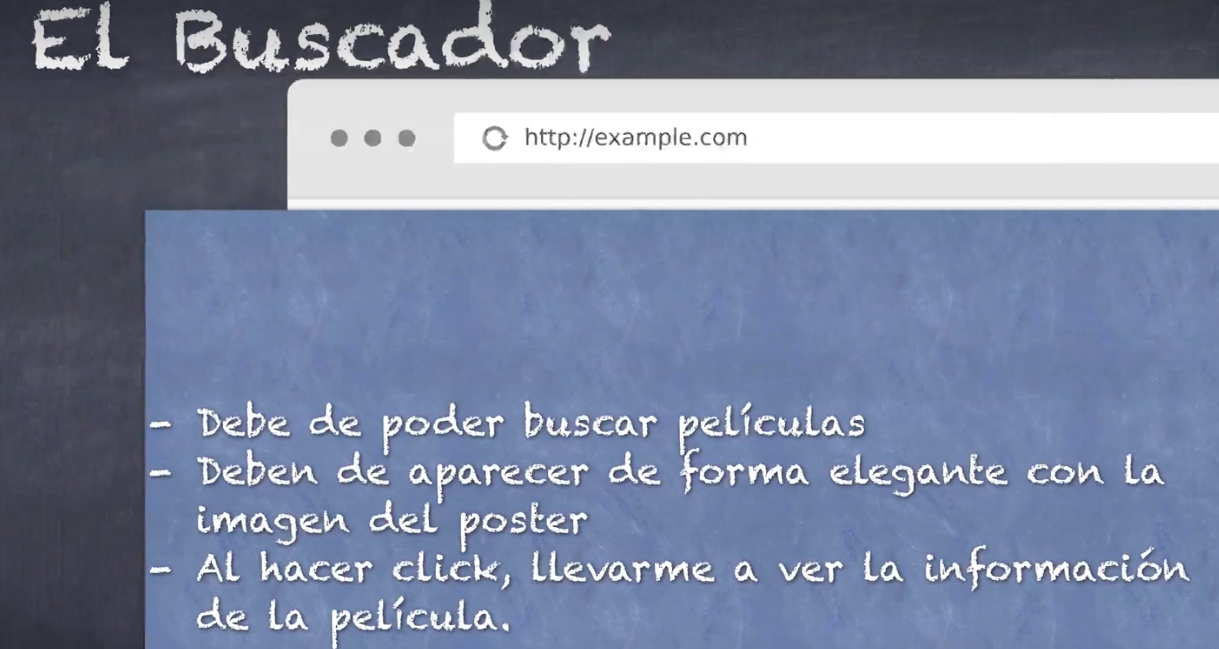 El Buscador
http://example.com
- Debe de poder buscar películas
- Deben de aparecer de forma elegante con la
imagen del poster
- Al hacer click, llevarme a ver la información
de la película.